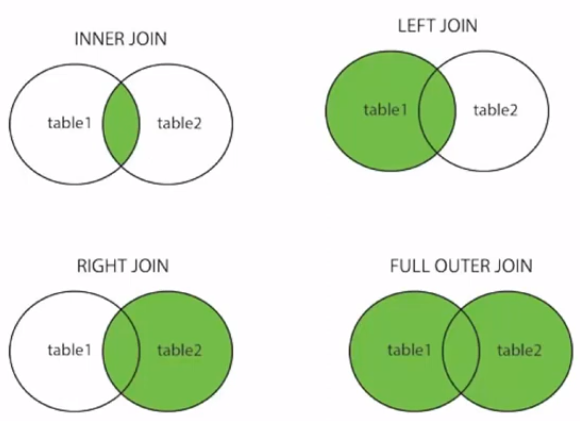 INNER JOIN
table1 table2
LEFT JOIN
table1 table2
RIGHT JOIN
table1 table2
FULL OUTER JOIN
table1 table2